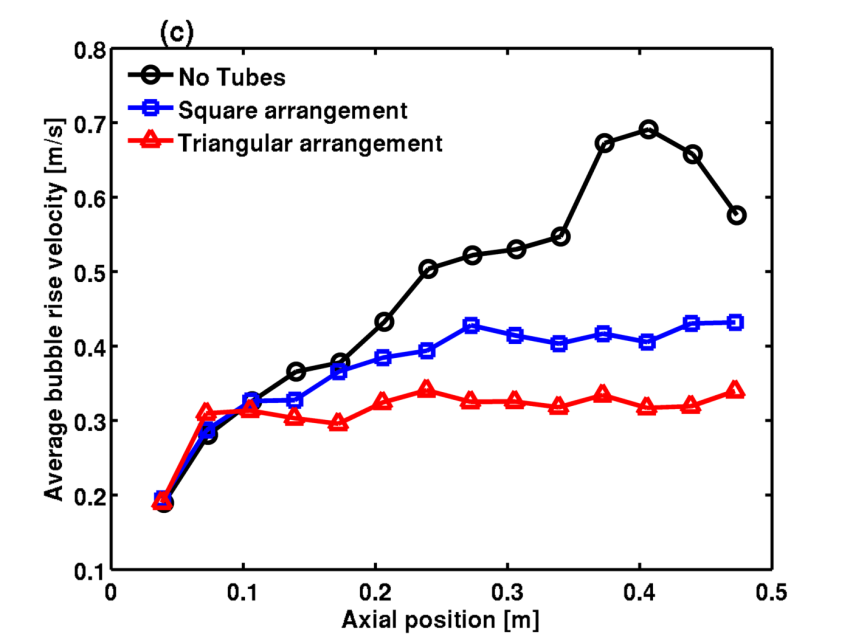 (c)
0.8
0.7
0.6
0.5
0.4
0.3
0.2
0.1
Average bubble rise velocity [m/s]
No Tubes
Square arrangement
Triangular arrangement
0 0.1 0.2 0.3 0.4 0.5
Axial position [m]